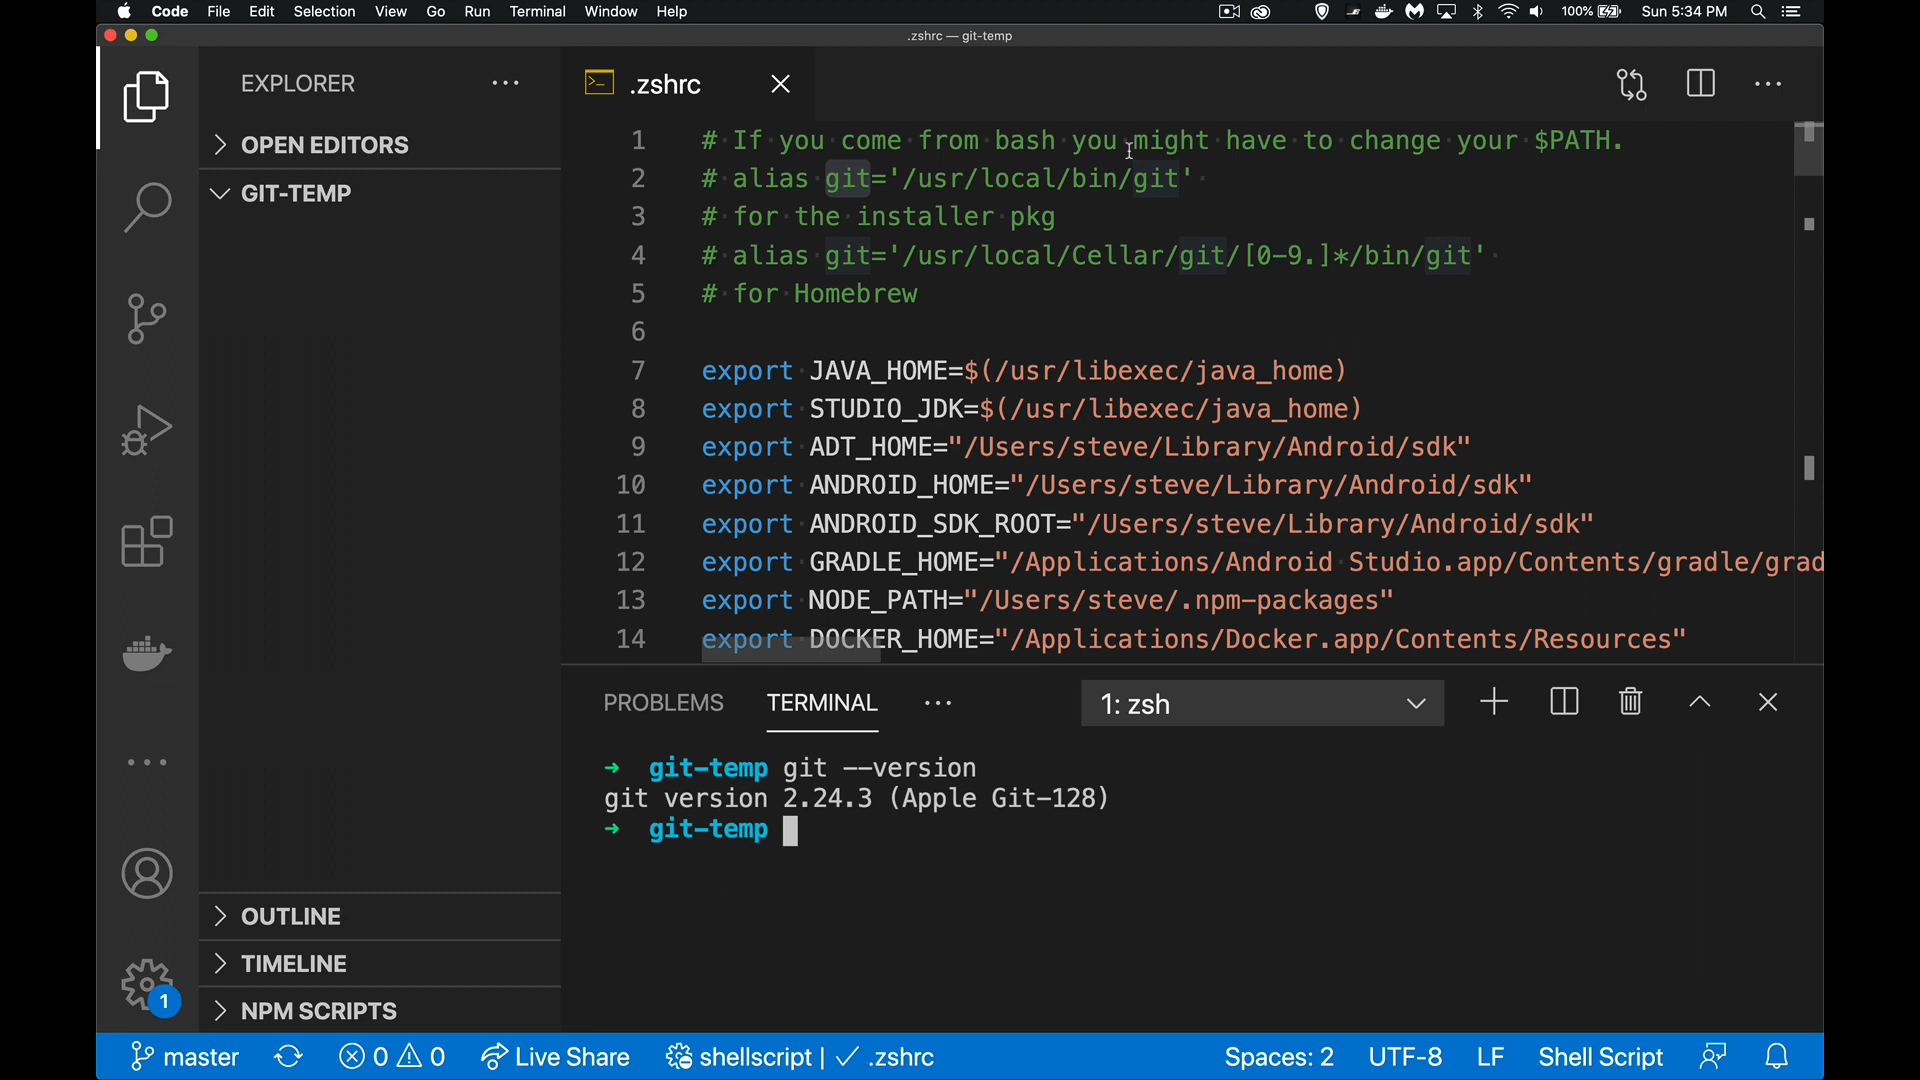 Code File Edit Selection View Go Run Terminal Window Help 100% Sun 5:34 PM
.zshrc — git-temp
EXPLORER
OPEN EDITORS
GIT-TEMP
OUTLINE
TIMELINE
NPM SCRIPTS
1
.zshrc
1 # If you come from bash you might have to change your $PATH.
2 # alias git='/usr/local/bin/git'
3 # for the installer pkg
4 # alias git='/usr/local/Cellar/git/[0-9.]*/bin/git'
5 # for Homebrew
6
7 export JAVA_HOME=$(/usr/libexec/java_home)
8 export STUDIO_JDK=$(/usr/libexec/java_home)
9 export ADT_HOME="/Users/steve/Library/Android/sdk"
10 export ANDROID_HOME="/Users/steve/Library/Android/sdk"
11 export ANDROID_SDK_ROOT="/Users/steve/Library/Android/sdk"
12 export GRADLE_HOME="/Applications/Android Studio.app/Contents/gradle/grad
13 export NODE_PATH="/Users/steve/.npm-packages"
14 export DOCKER_HOME="/Applications/Docker.app/Contents/Resources"
PROBLEMS TERMINAL 1: zsh
➜ git-temp git --version
git version 2.24.3 (Apple Git-128)
➜ git-temp
master 0 0 Live Share shellscript | ✓ .zshrc Spaces: 2 UTF-8 LF Shell Script